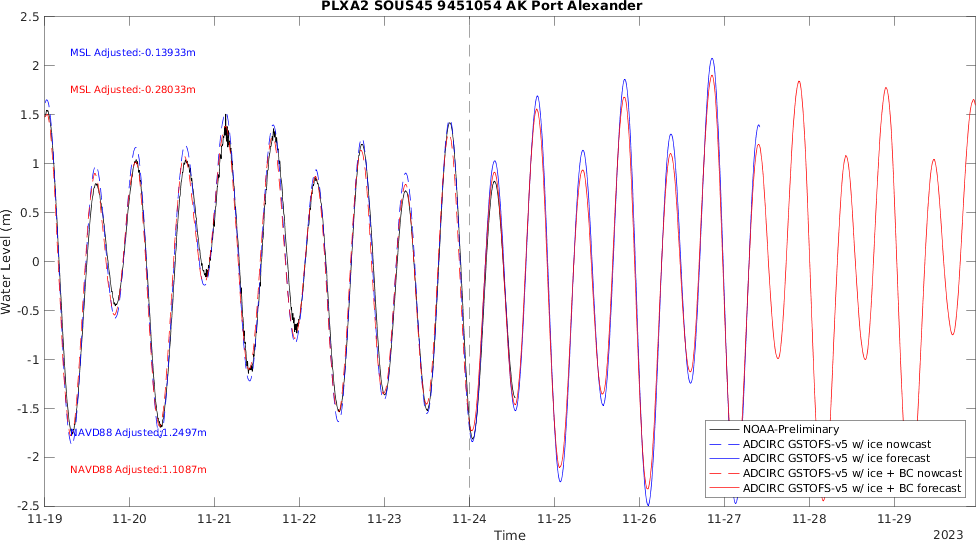 PLXA2 SOUS45 9451054 AK Port Alexander
2.5
2
1.5
1
0.5
0
-0.5
-1
-1.5
-2
-2.5
Water Level (m)
MSL Adjusted:-0.13933m
MSL Adjusted:-0.28033m
NAVD88 Adjusted:1.2497m
NAVD88 Adjusted:1.1087m
NOAA-Preliminary
ADCIRC GSTOFS-v5 w/ ice nowcast
ADCIRC GSTOFS-v5 w/ ice forecast
ADCIRC GSTOFS-v5 w/ ice + BC nowcast
ADCIRC GSTOFS-v5 w/ ice + BC forecast
11-19 11-20 11-21 11-22 11-23 11-24 11-25 11-26 11-27 11-28 11-29
Time
2023